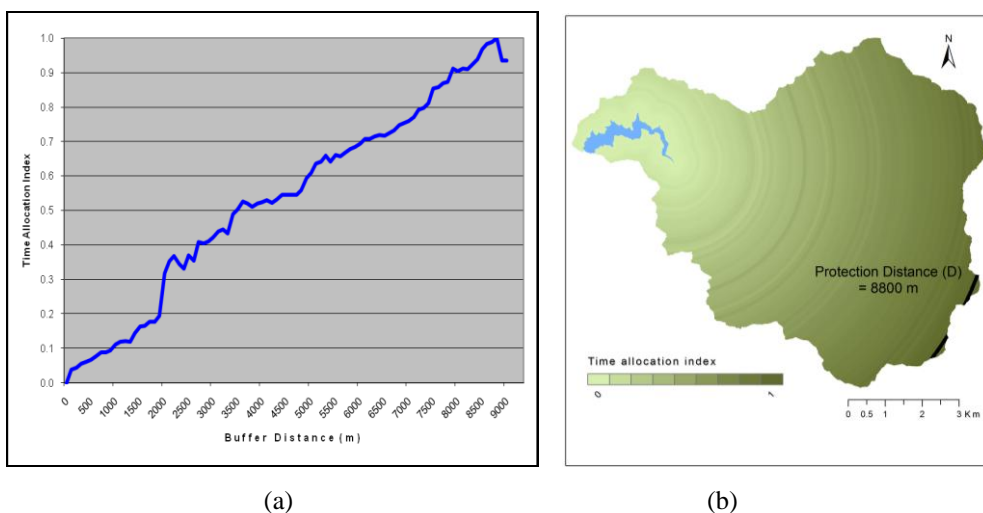 1.0
0.9
0.8
0.7
0.6
0.5
0.4
0.3
0.2
0.1
0.0
Time Allocation Index
0 500 1000 1500 2000 2500 3000 3500 4000 4500 5000 5500 6000 6500 7000 7500 8000 8500 9000
Buffer Distance (m)
(a)
N
Protection Distance (D)
= 8800 m
Time allocation index
0 1
0 0.5 1 2 3 Km
(b)